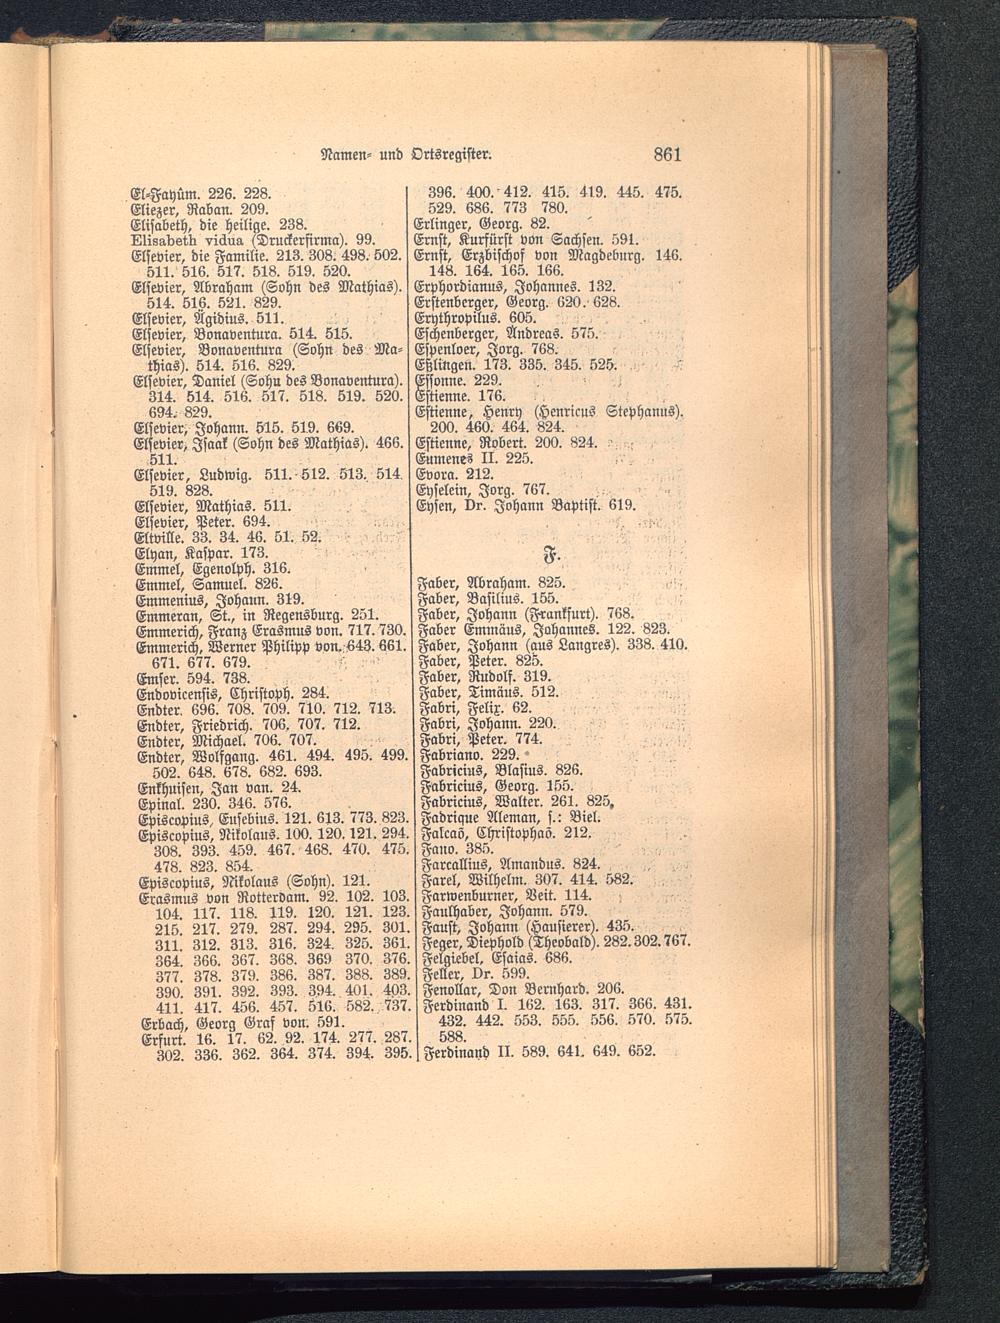 Namen- und Ortsregister. 861
El-Fayûm. 226. 228.
Eliezer, Raban. 209.
Elisabeth, die heilige. 238.
Elisabeth vidua (Druckerfirma). 99.
Elsevier, die Familie. 213. 308. 498. 502.
511. 516. 517. 518. 519. 520.
Elsevier, Abraham (Sohn des Mathias).
514. 516. 521. 829.
Elsevier, Ägidius. 511.
Elsevier, Bonaventura. 514. 515.
Elsevier, Bonaventura (Sohn des Ma-
thias). 514. 516. 829.
Elsevier, Daniel (Sohn des Bonaventura).
314. 514. 516. 517. 518. 519. 520.
694. 829.
Elsevier, Johann. 515. 519. 669.
Elsevier, Isaak (Sohn des Mathias). 466.
511.
Elsevier, Ludwig. 511. 512. 513. 514.
519. 828.
Elsevier, Mathias. 511.
Elsevier, Peter. 694.
Eltville. 33. 34. 46. 51. 52.
Elyan, Kaspar. 173.
Emmel, Egenolph. 316.
Emmel, Samuel. 826.
Emmenius, Johann. 319.
Emmeran, St., in Regensburg. 251.
Emmerich, Franz Erasmus von. 717. 730.
Emmerich, Werner Philipp von. 643. 661.
671. 677. 679.
Emser. 594. 738.
Endovicensis, Christoph. 284.
Endter. 696. 708. 709. 710. 712. 713.
Endter, Friedrich. 706. 707. 712.
Endter, Michael. 706. 707.
Endter, Wolfgang. 461. 494. 495. 499.
502. 648. 678. 682. 693.
Enkhuisen, Jan van. 24.
Epinal. 230. 346. 576.
Episcopius, Eusebius. 121. 613. 773. 823.
Episcopius, Nikolaus. 100. 120. 121. 294.
308. 393. 459. 467. 468. 470. 475.
478. 823. 854.
Episcopius, Nikolaus (Sohn). 121.
Erasmus von Rotterdam. 92. 102. 103.
104. 117. 118. 119. 120. 121. 123.
215. 217. 279. 287. 294. 295. 301.
311. 312. 313. 316. 324. 325. 361.
364. 366. 367. 368. 369 370. 376.
377. 378. 379. 386. 387. 388. 389.
390. 391. 392. 393. 394. 401. 403.
411. 417. 456. 457. 516. 582. 737.
Erbach, Georg Graf von. 591.
Erfurt. 16. 17. 62. 92. 174. 277. 287.
302. 336. 362. 364. 374. 394. 395.
396. 400. 412. 415. 419. 445. 475.
529. 686. 773 780.
Erlinger, Georg. 82.
Ernst, Kurfürst von Sachsen. 591.
Ernst, Erzbischof von Magdeburg. 146.
148. 164. 165. 166.
Erphordianus, Johannes. 132.
Erstenberger, Georg. 620. 628.
Erythropilus. 605.
Eschenberger, Andreas. 575.
Espenloer, Jorg. 768.
Eßlingen. 173. 335. 345. 525.
Essonne. 229.
Estienne. 176.
Estienne, Henry (Henricus Stephanus).
200. 460. 464. 824.
Estienne, Robert. 200. 824.
Eumenes II. 225.
Evora. 212.
Eyselein, Jorg. 767.
Eysen, Dr. Johann Baptist. 619.
F.
Faber, Abraham. 825.
Faber, Basilius. 155.
Faber, Johann (Frankfurt). 768.
Faber Emmäus, Johannes. 122. 823.
Faber, Johann (aus Langres). 338. 410.
Faber, Peter. 825.
Faber, Rudolf. 319.
Faber, Timäus. 512.
Fabri, Felix. 62.
Fabri, Johann. 220.
Fabri, Peter. 774.
Fabriano. 229.
Fabricius, Blasius. 826.
Fabricius, Georg. 155.
Fabricius, Walter. 261. 825.
Fadrique Aleman, s.: Biel.
Falcaõ, Christophaõ. 212.
Fano. 385.
Farcallius, Amandus. 824.
Farel, Wilhelm. 307. 414. 582.
Farwenburner, Veit. 114.
Faulhaber, Johann. 579.
Faust, Johann (Hausierer). 435.
Feger, Diephold (Theobald). 282. 302. 767.
Felgiebel, Esaias. 686.
Feller, Dr. 599.
Fenollar, Don Bernhard. 206.
Ferdinand I. 162. 163. 317. 366. 431.
432. 442. 553. 555. 556. 570. 575.
588.
Ferdinand II. 589. 641. 649. 652.